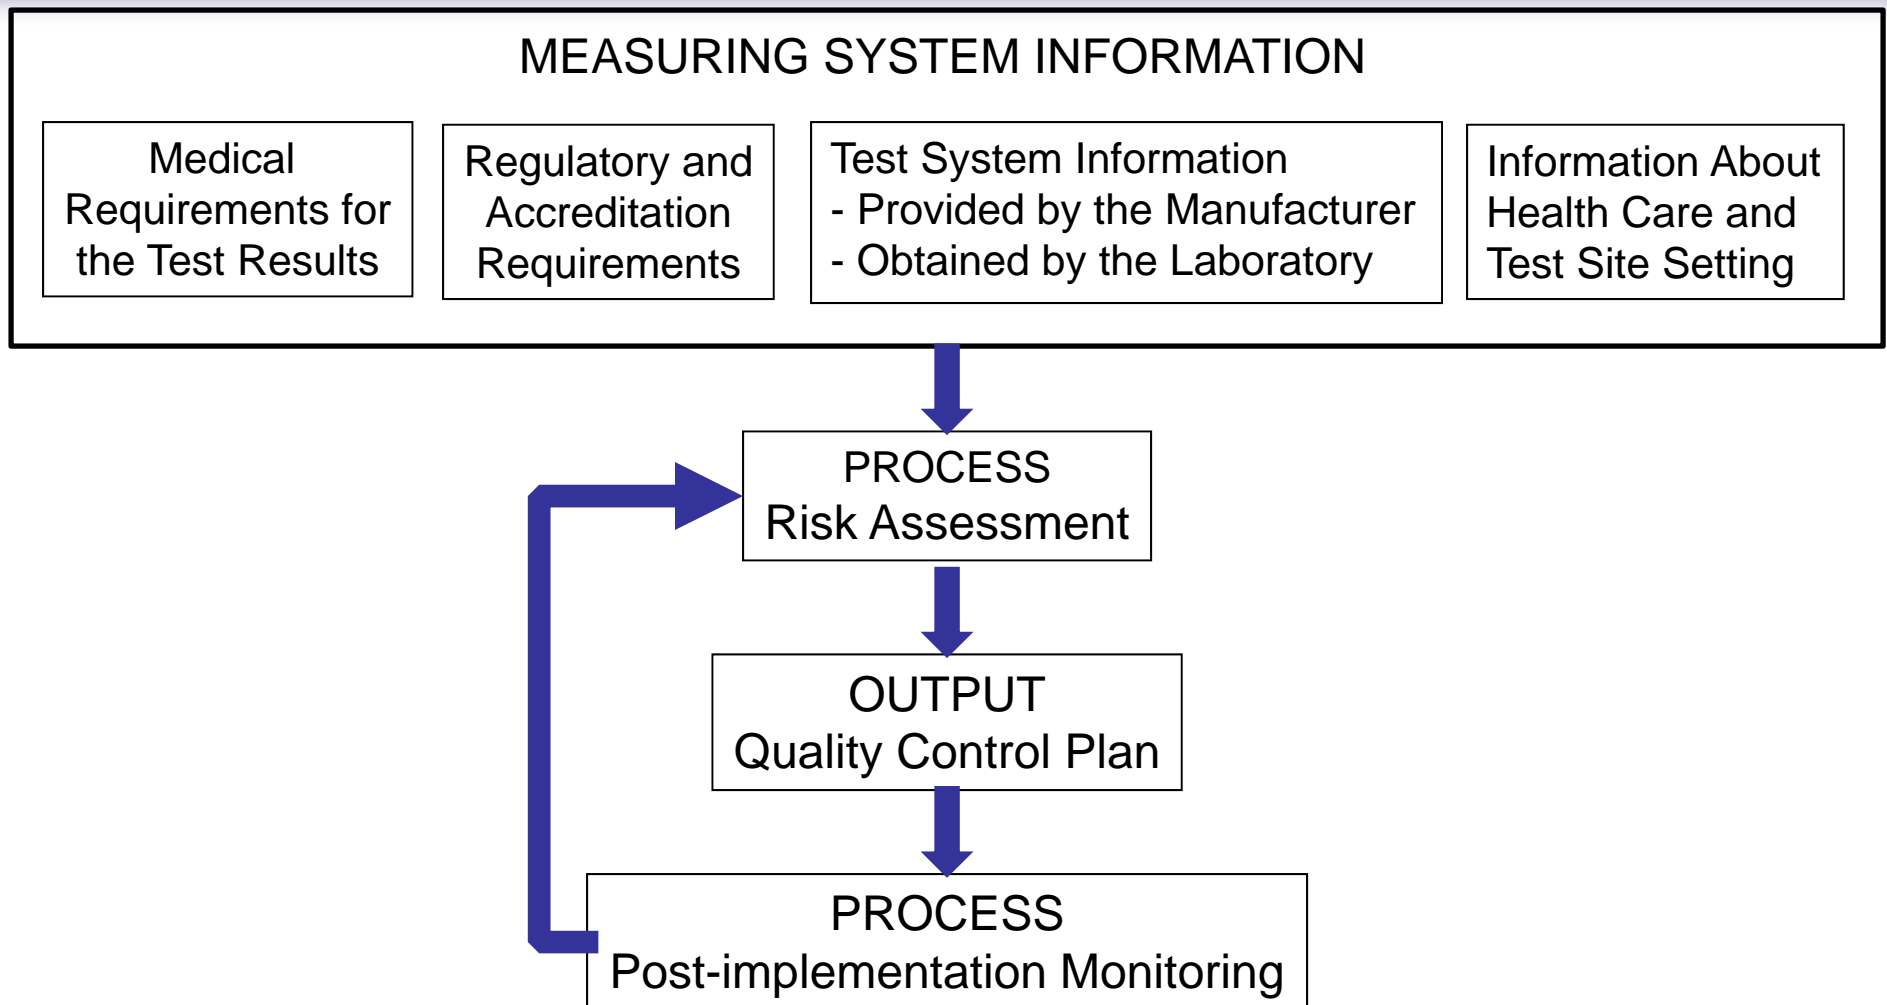 MEASURING SYSTEM INFORMATION
Medical
Requirements for
the Test Results
Regulatory and
Accreditation
Requirements
Test System Information
- Provided by the Manufacturer
- Obtained by the Laboratory
Information About
Health Care and
Test Site Setting
PROCESS
Risk Assessment
OUTPUT
Quality Control Plan
PROCESS
Post-implementation Monitoring